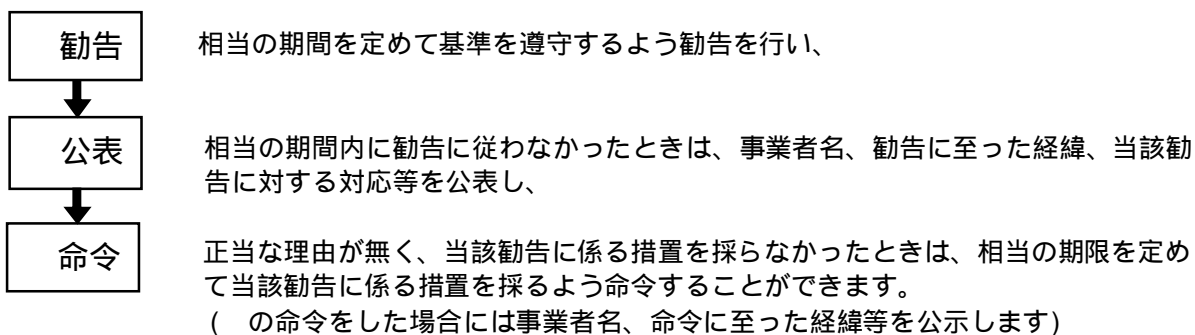 勧告
相当の期間を定めて基準を遵守するよう勧告を行い、
公表
相当の期間内に勧告に従わなかったときは、事業者名、勧告に至った経緯、当該勧
告に対する対応等を公表し、
命令
正当な理由が無く、当該勧告に係る措置を採らなかったときは、相当の期限を定め
て当該勧告に係る措置を採るよう命令することができます。
(　の命令をした場合には事業者名、命令に至った経緯等を公示します)